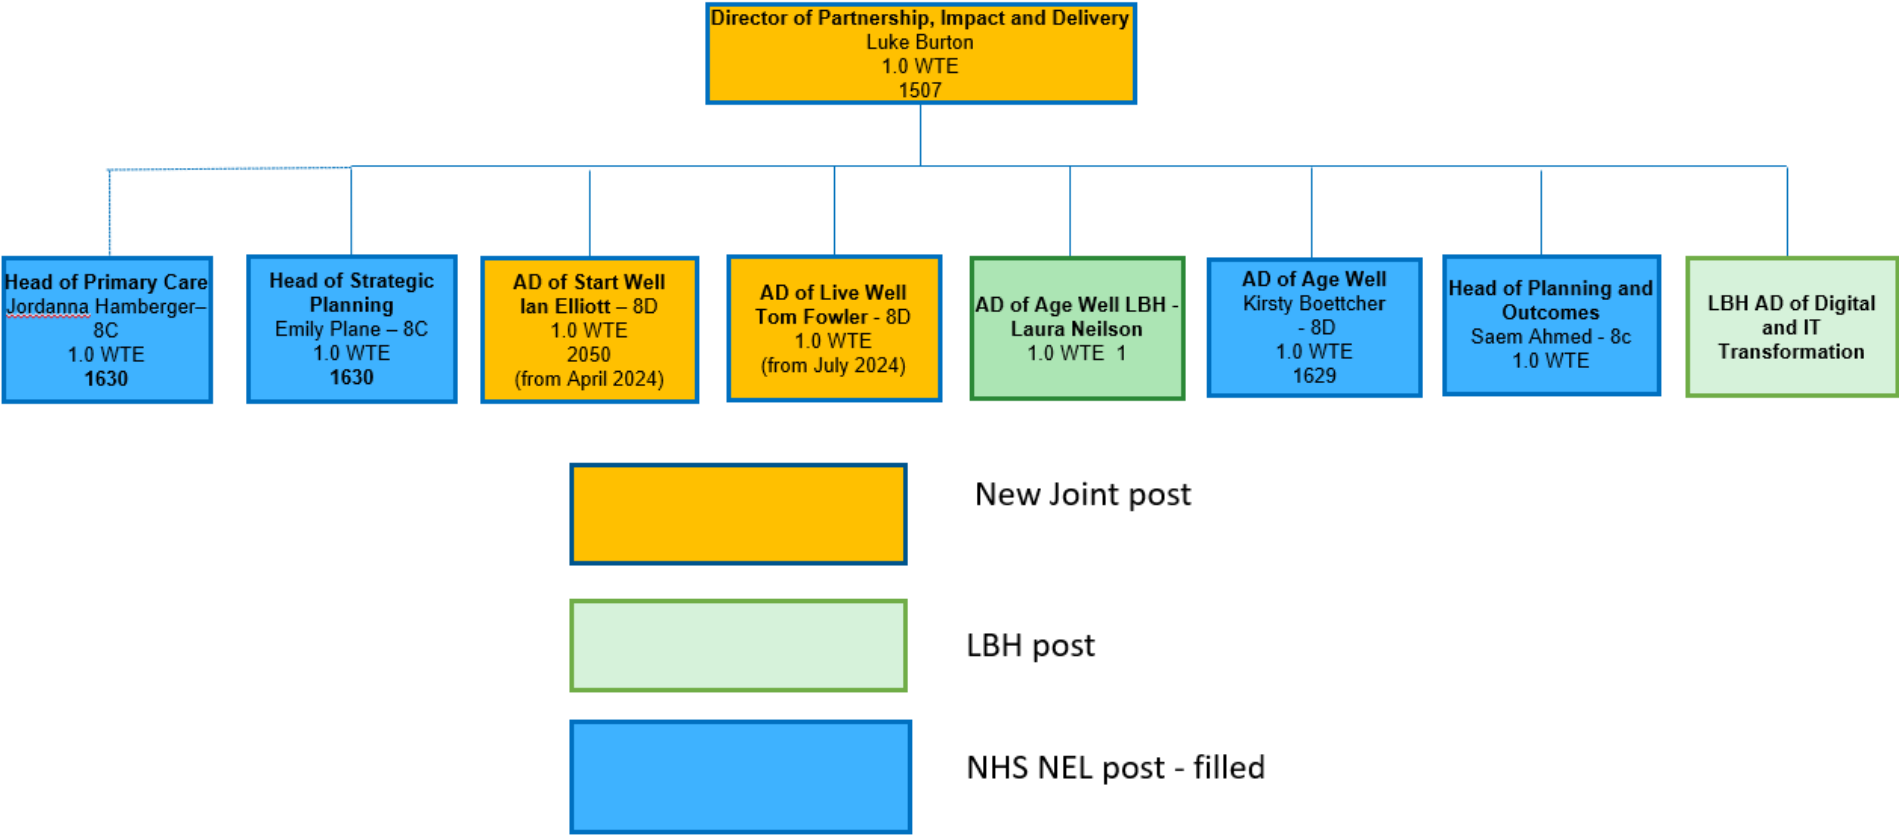 Director of Partnership, Impact and Delivery
Luke Burton
1.0 WTE
1507
Head of Primary Care
Jordanna Hamberger–
8C
1.0 WTE
1630
Head of Strategic
Planning
Emily Plane – 8C
1.0 WTE
1630
AD of Start Well
Ian Elliott – 8D
1.0 WTE
2050
(from April 2024)
AD of Live Well
Tom Fowler - 8D
1.0 WTE
(from July 2024)
AD of Age Well LBH -
Laura Neilson
1.0 WTE 1
AD of Age Well
Kirsty Boettcher
- 8D
1.0 WTE
1629
Head of Planning and
Outcomes
Saem Ahmed - 8c
1.0 WTE
LBH AD of Digital
and IT
Transformation
New Joint post
LBH post
NHS NEL post - filled